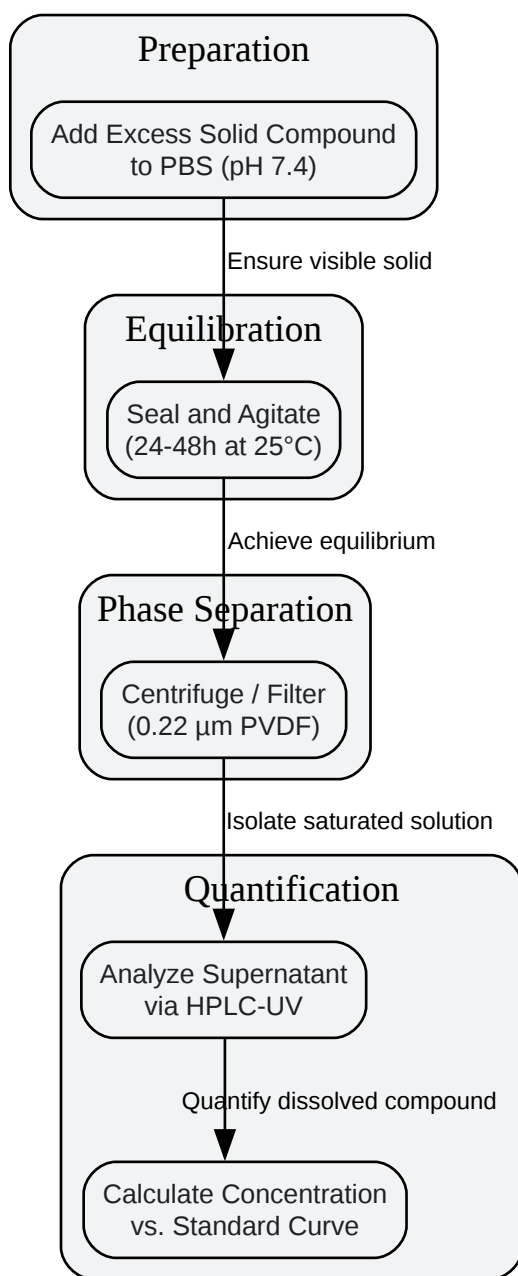 Preparation
Add Excess Solid Compound
to PBS (pH 7.4)
Ensure visible solid
Equilibration
Seal and Agitate
(24-48h at 25°C)
Achieve equilibrium
Phase Separation
Centrifuge / Filter
(0.22 µm PVDF)
Isolate saturated solution
Quantification
Analyze Supernatant
via HPLC-UV
Quantify dissolved compound
Calculate Concentration
vs. Standard Curve